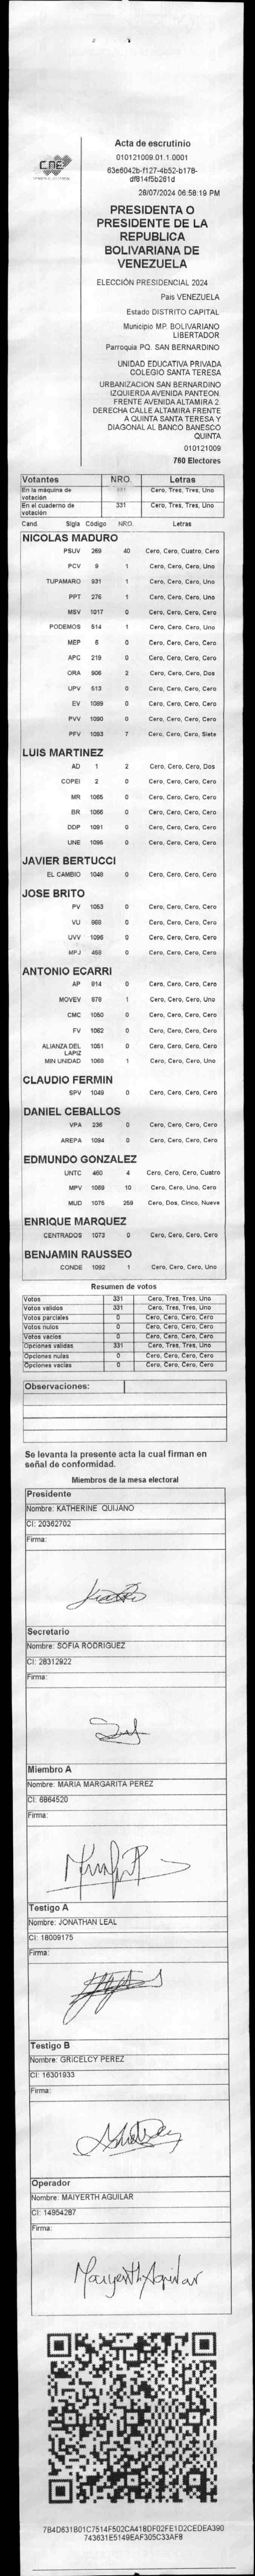 CNE
Acta de escrutinio
010121009.01.1.0001
63e6042b-f127-4b52-b178-
df814f5b261d
28/07/2024 06:58:19 PM
PRESIDENTA O
PRESIDENTE DE LA
REPUBLICA
BOLIVARIANA DE
VENEZUELA
ELECCIÓN PRESIDENCIAL 2024
Pais VENEZUELA
Estado DISTRITO CAPITAL
Municipio MP. BOLIVARIANO
LIBERTADOR
Parroquia PQ. SAN BERNARDINO
UNIDAD EDUCATIVA PRIVADA
COLEGIO SANTA TERESA
URBANIZACION SAN BERNARDINO
IZQUIERDA AVENIDA PANTEON.
FRENTE AVENIDA ALTAMIRA 2.
DERECHA CALLE ALTAMIRA FRENTE
A QUINTA SANTA TERESA Y
DIAGONAL AL BANCO BANESCO
QUINTA
010121009
760 Electores
Votantes NRO. Letras
En la máquina de votación 331 Cero, Tres, Tres, Uno
En el cuaderno de votación 331 Cero, Tres, Tres, Uno
Cand. Sigla Código NRO. Letras
NICOLAS MADURO
PSUV 269 40 Cero, Cero, Cuatro, Cero
PCV 9 1 Cero, Cero, Cero, Uno
TUPAMARO 931 1 Cero, Cero, Cero, Uno
PPT 276 1 Cero, Cero, Cero, Uno
MSV 1017 0 Cero, Cero, Cero, Cero
PODEMOS 514 1 Cero, Cero, Cero, Uno
MEP 6 0 Cero, Cero, Cero, Cero
APC 219 0 Cero, Cero, Cero, Cero
ORA 906 2 Cero, Cero, Cero, Dos
UPV 513 0 Cero, Cero, Cero, Cero
EV 1089 0 Cero, Cero, Cero, Cero
PVV 1090 0 Cero, Cero, Cero, Cero
PFV 1093 7 Cero, Cero, Cero, Siete
LUIS MARTINEZ
AD 1 2 Cero, Cero, Cero, Dos
COPEI 2 0 Cero, Cero, Cero, Cero
MR 1065 0 Cero, Cero, Cero, Cero
BR 1056 0 Cero, Cero, Cero, Cero
DDP 1091 0 Cero, Cero, Cero, Cero
UNE 1095 0 Cero, Cero, Cero, Cero
JAVIER BERTUCCI
EL CAMBIO 1048 0 Cero, Cero, Cero, Cero
JOSE BRITO
PV 1053 0 Cero, Cero, Cero, Cero
VU 868 0 Cero, Cero, Cero, Cero
UVV 1096 0 Cero, Cero, Cero, Cero
MPJ 458 0 Cero, Cero, Cero, Cero
ANTONIO ECARRI
AP 814 0 Cero, Cero, Cero, Cero
MOVEV 878 1 Cero, Cero, Cero, Uno
CMC 1050 0 Cero, Cero, Cero, Cero
FV 1062 0 Cero, Cero, Cero, Cero
ALIANZA DEL LAPIZ 1051 0 Cero, Cero, Cero, Cero
MIN UNIDAD 1068 1 Cero, Cero, Cero, Uno
CLAUDIO FERMIN
SPV 1049 0 Cero, Cero, Cero, Cero
DANIEL CEBALLOS
VPA 236 0 Cero, Cero, Cero, Cero
AREPA 1094 0 Cero, Cero, Cero, Cero
EDMUNDO GONZALEZ
UNTC 460 4 Cero, Cero, Cero, Cuatro
MPV 1069 10 Cero, Cero, Uno, Cero
MUD 1075 259 Cero, Dos, Cinco, Nueve
ENRIQUE MARQUEZ
CENTRADOS 1073 0 Cero, Cero, Cero, Cero
BENJAMIN RAUSSEO
CONDE 1092 1 Cero, Cero, Cero, Uno
Resumen de votos
Votos 331 Cero, Tres, Tres, Uno
Votos validos 331 Cero, Tres, Tres, Uno
Votos parciales 0 Cero, Cero, Cero, Cero
Votos nulos 0 Cero, Cero, Cero, Cero
Votos vacios 0 Cero, Cero, Cero, Cero
Opciones validas 331 Cero, Tres, Tres, Uno
Opciones nulas 0 Cero, Cero, Cero, Cero
Opciones vacias 0 Cero, Cero, Cero, Cero
Observaciones:
Se levanta la presente acta la cual firman en
señal de conformidad.
Miembros de la mesa electoral
Presidente
Nombre: KATHERINE QUIJANO
CI: 20362702
Firma:
Secretario
Nombre: SOFIA RODRIGUEZ
CI: 28312922
Firma:
Miembro A
Nombre: MARIA MARGARITA PEREZ
CI: 6864520
Firma:
Testigo A
Nombre: JONATHAN LEAL
CI: 18009175
Firma:
Testigo B
Nombre: GRICELCY PEREZ
CI: 16301933
Firma:
Operador
Nombre: MAIYERTH AGUILAR
CI: 14954287
Firma:
Maiyerth Aguilar
7B4D631B01C7514F502CA418DF02FE1D2CEDEA390
743631E5149EAF305C33AF8